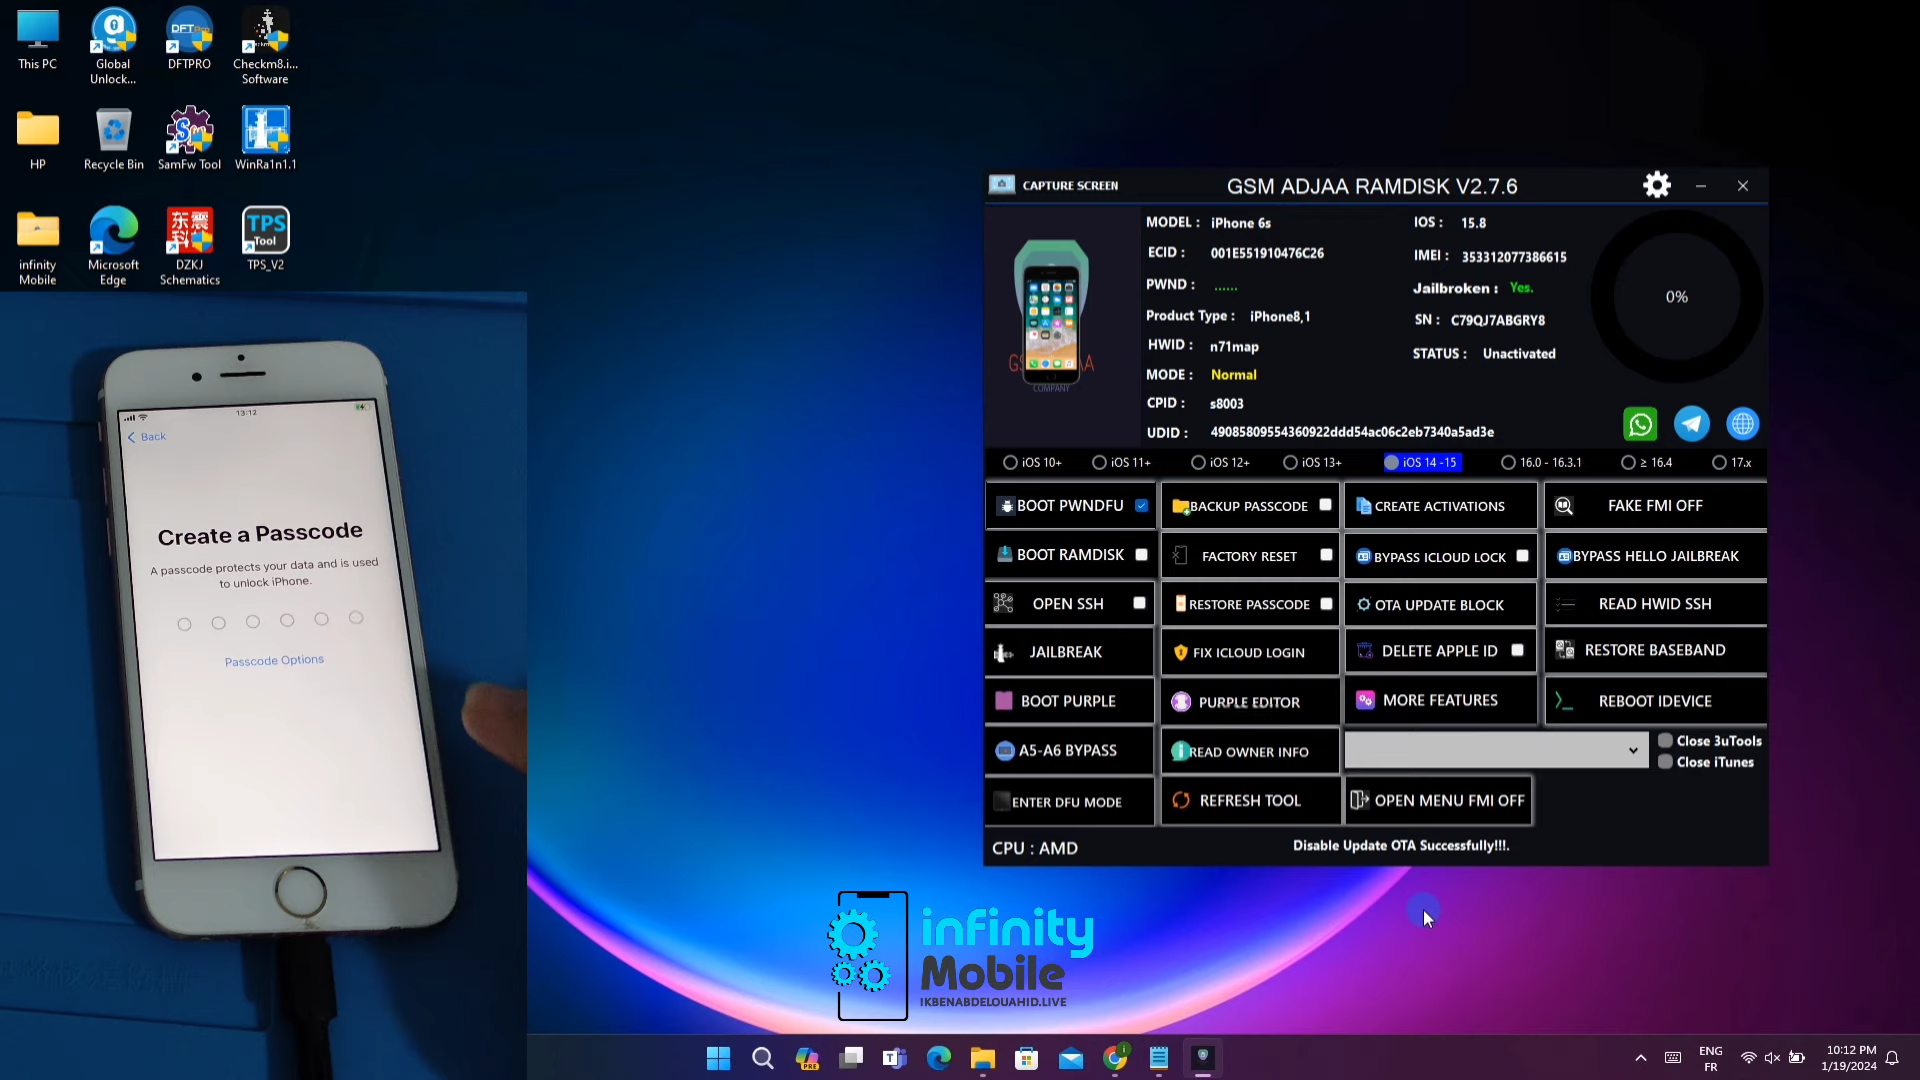 This PC
Global
Unlock...
DFTPRO
Checkm8.i...
Software
HP
Recycle Bin
SamFw Tool
WinRa1n1.1
infinity
Mobile
Microsoft
Edge
DZKJ
Schematics
TPS
Tool
TPS_V2
东震
科技
13:12
Back
Create a Passcode
A passcode protects your data and is used
to unlock iPhone.
Passcode Options
CAPTURE SCREEN
GSM ADJAA RAMDISK V2.7.6
MODEL : iPhone 6s
IOS : 15.8
ECID : 001E551910476C26
IMEI : 353312077386615
PWND : ......
Jailbroken : Yes.
0%
Product Type : iPhone8,1
SN : C79QJ7ABGRY8
HWID : n71map
STATUS : Unactivated
MODE : Normal
CPID : s8003
UDID : 49085809554360922ddd54ac06c2eb7340a5ad3e
COMPANY
iOS 10+ iOS 11+ iOS 12+ iOS 13+ iOS 14 -15 16.0 - 16.3.1 ≥ 16.4 17.x
BOOT PWNDFU BACKUP PASSCODE CREATE ACTIVATIONS FAKE FMI OFF
BOOT RAMDISK FACTORY RESET BYPASS ICLOUD LOCK BYPASS HELLO JAILBREAK
OPEN SSH RESTORE PASSCODE OTA UPDATE BLOCK READ HWID SSH
JAILBREAK FIX ICLOUD LOGIN DELETE APPLE ID RESTORE BASEBAND
BOOT PURPLE PURPLE EDITOR MORE FEATURES REBOOT IDEVICE
A5-A6 BYPASS READ OWNER INFO Close 3uTools
Close iTunes
ENTER DFU MODE REFRESH TOOL OPEN MENU FMI OFF
CPU : AMD
Disable Update OTA Successfully!!!.
infinity
Mobile
IKBENABDELOUAHID.LIVE
ENG
FR
10:12 PM
1/19/2024